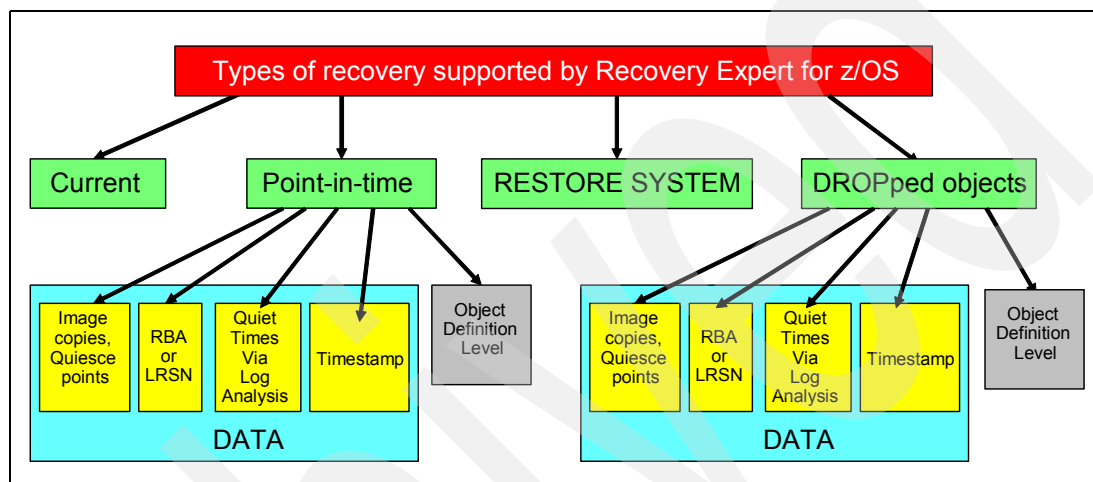 Types of recovery supported by Recovery Expert for z/OS
Current
Point-in-time
RESTORE SYSTEM
DROPped objects
Image
copies,
Quiesce
points
RBA
or
LRSN
Quiet
Times
Via
Log
Analysis
Timestamp
DATA
Object
Definition
Level
Image
copies,
Quiesce
points
RBA
or
LRSN
Quiet
Times
Via
Log
Analysis
Timestamp
DATA
Object
Definition
Level